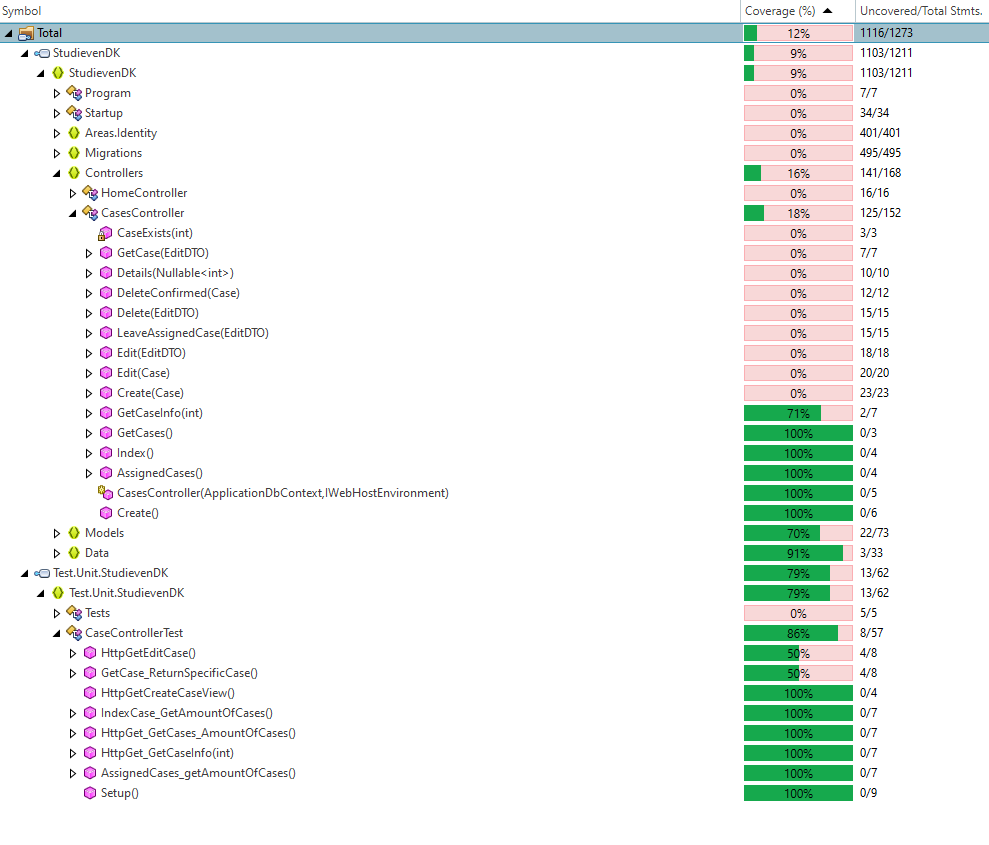 Symbol Coverage (%) Uncovered/Total Stmts.
Total 12% 1116/1273
StudievenDK 9% 1103/1211
StudievenDK 9% 1103/1211
Program 0% 7/7
Startup 0% 34/34
Areas.Identity 0% 401/401
Migrations 0% 495/495
Controllers 16% 141/168
HomeController 0% 16/16
CasesController 18% 125/152
CaseExists(int) 0% 3/3
GetCase(EditDTO) 0% 7/7
Details(Nullable<int>) 0% 10/10
DeleteConfirmed(Case) 0% 12/12
Delete(EditDTO) 0% 15/15
LeaveAssignedCase(EditDTO) 0% 15/15
Edit(EditDTO) 0% 18/18
Edit(Case) 0% 20/20
Create(Case) 0% 23/23
GetCaseInfo(int) 71% 2/7
GetCases() 100% 0/3
Index() 100% 0/4
AssignedCases() 100% 0/4
CasesController(ApplicationDbContext,IWebHostEnvironment) 100% 0/5
Create() 100% 0/6
Models 70% 22/73
Data 91% 3/33
Test.Unit.StudievenDK 79% 13/62
Test.Unit.StudievenDK 79% 13/62
Tests 0% 5/5
CaseControllerTest 86% 8/57
HttpGetEditCase() 50% 4/8
GetCase_ReturnSpecificCase() 50% 4/8
HttpGetCreateCaseView() 100% 0/4
IndexCase_GetAmountOfCases() 100% 0/7
HttpGet_GetCases_AmountOfCases() 100% 0/7
HttpGet_GetCaseInfo(int) 100% 0/7
AssignedCases_getAmountOfCases() 100% 0/7
Setup() 100% 0/9